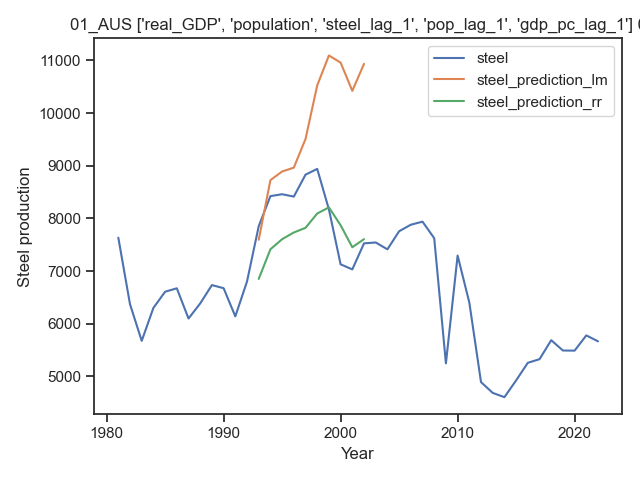 01_AUS ['real_GDP', 'population', 'steel_lag_1', 'pop_lag_1', 'gdp_pc_lag_1']
steel
steel_prediction_lm
steel_prediction_rr
Steel production
11000
10000
9000
8000
7000
6000
5000
1980
1990
2000
2010
2020
Year